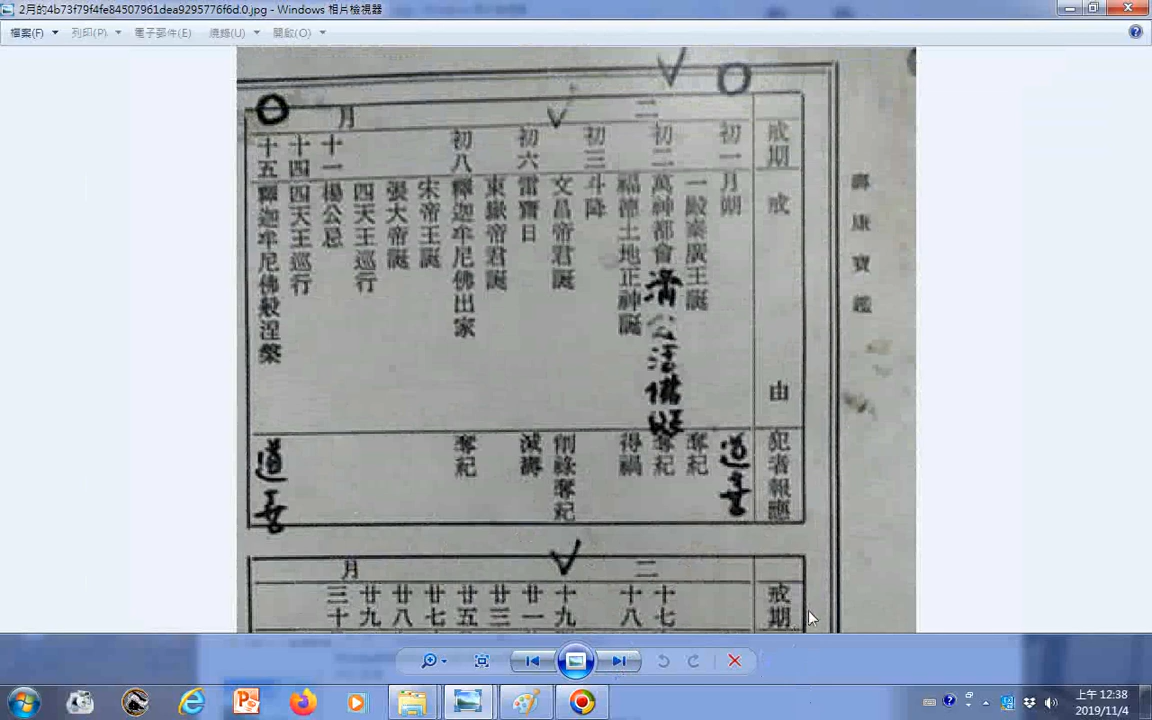 2月的4b73f79f4fe84507961dea9295776f6d.0.jpg - Windows 相片檢視器
檔案(F) 列印(P) 電子郵件(E) 燒錄(U) 開啟(O)
壽康寶鑑
戒期 戒 由 犯者報應
二月
初一 月朔 奪紀
一殿秦廣王誕 奪紀
初二 萬神都會 濟公活佛 奪紀
福德土地正神誕 得禍
初三 斗降
文昌帝君誕 削祿奪紀
初六 雷齋日 減壽
東嶽帝君誕
初八 釋迦牟尼佛出家 奪紀
宋帝王誕
張大帝誕
四天王巡行
十一 楊公忌
十四 四天王巡行
十五 釋迦牟尼佛般涅槃
戒期
二月
十七
十八
十九
廿一
廿三
廿五
廿七
廿八
廿九
三十
上午 12:38
2019/11/4